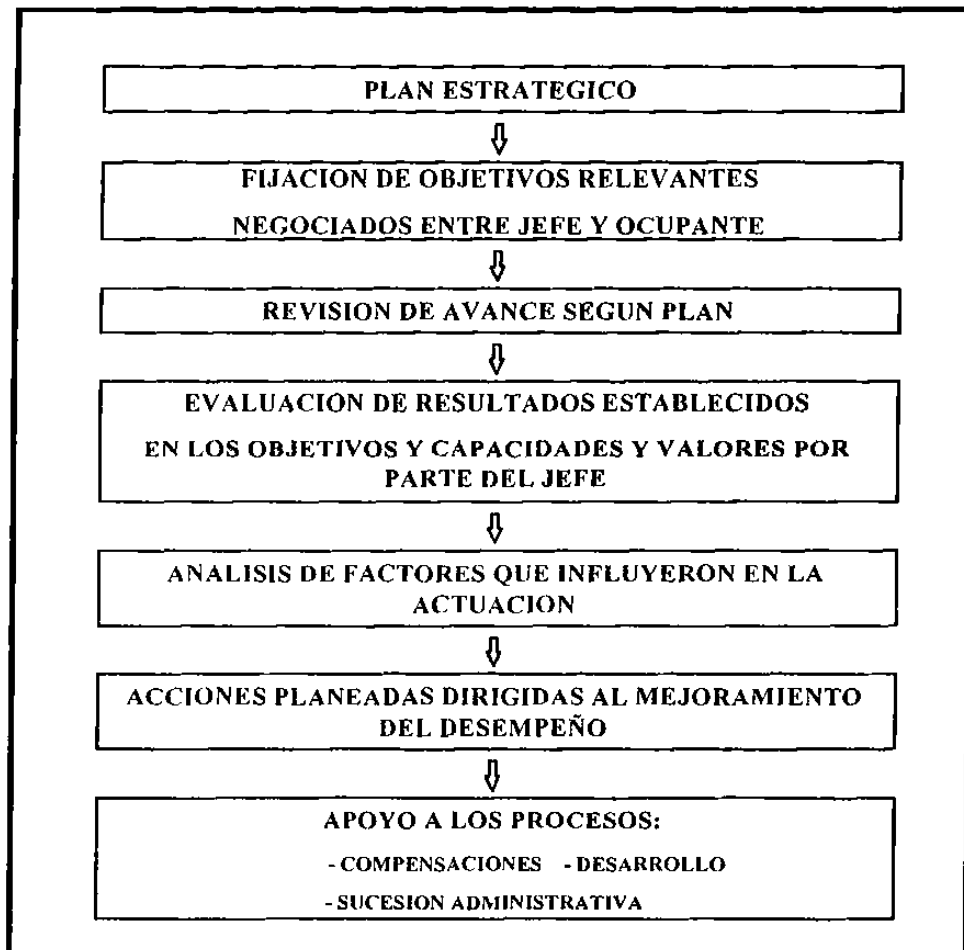 PLAN ESTRATEGICO
FIJACION DE OBJETIVOS RELEVANTES
NEGOCIADOS ENTRE JEFE Y OCUPANTE
REVISION DE AVANCE SEGUN PLAN
EVALUACION DE RESULTADOS ESTABLECIDOS
EN LOS OBJETIVOS Y CAPACIDADES Y VALORES POR
PARTE DEL JEFE
ANALISIS DE FACTORES QUE INFLUYERON EN LA
ACTUACION
ACCIONES PLANEADAS DIRIGIDAS AL MEJORAMIENTO
DEL DESEMPEÑO
APOYO A LOS PROCESOS:
- COMPENSACIONES - DESARROLLO
- SUCESION ADMINISTRATIVA